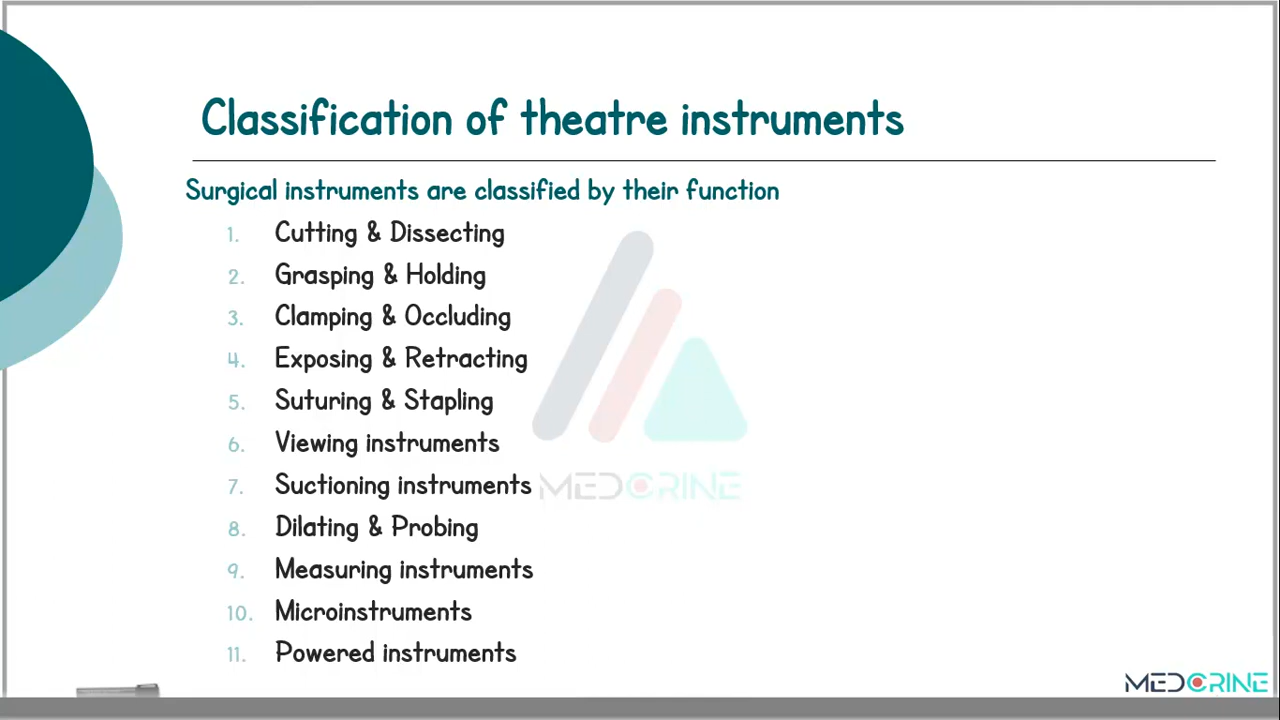 Classification of theatre instruments
Surgical instruments are classified by their function
1. Cutting & Dissecting
2. Grasping & Holding
3. Clamping & Occluding
4. Exposing & Retracting
5. Suturing & Stapling
6. Viewing instruments
7. Suctioning instruments
8. Dilating & Probing
9. Measuring instruments
10. Microinstruments
11. Powered instruments
MEDCRINE
MEDCRINE